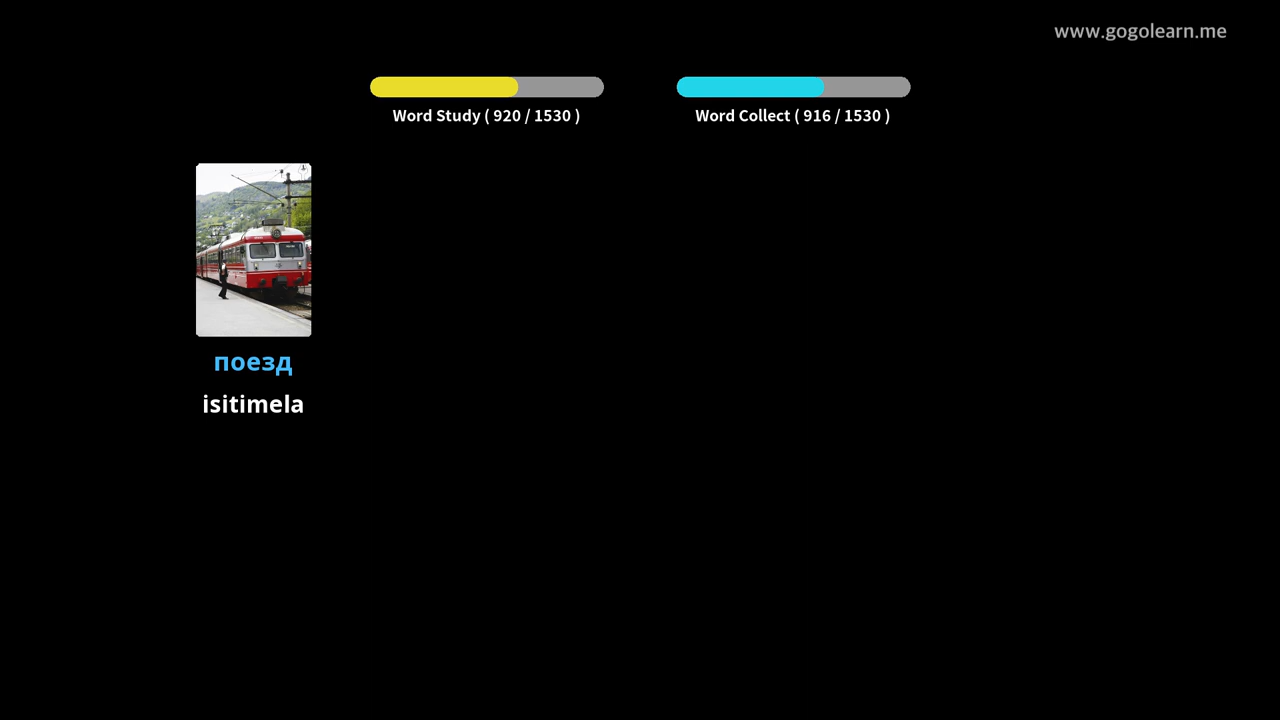 www.gogolearn.me
Word Study ( 920 / 1530 )
Word Collect ( 916 / 1530 )
поезд
isitimela